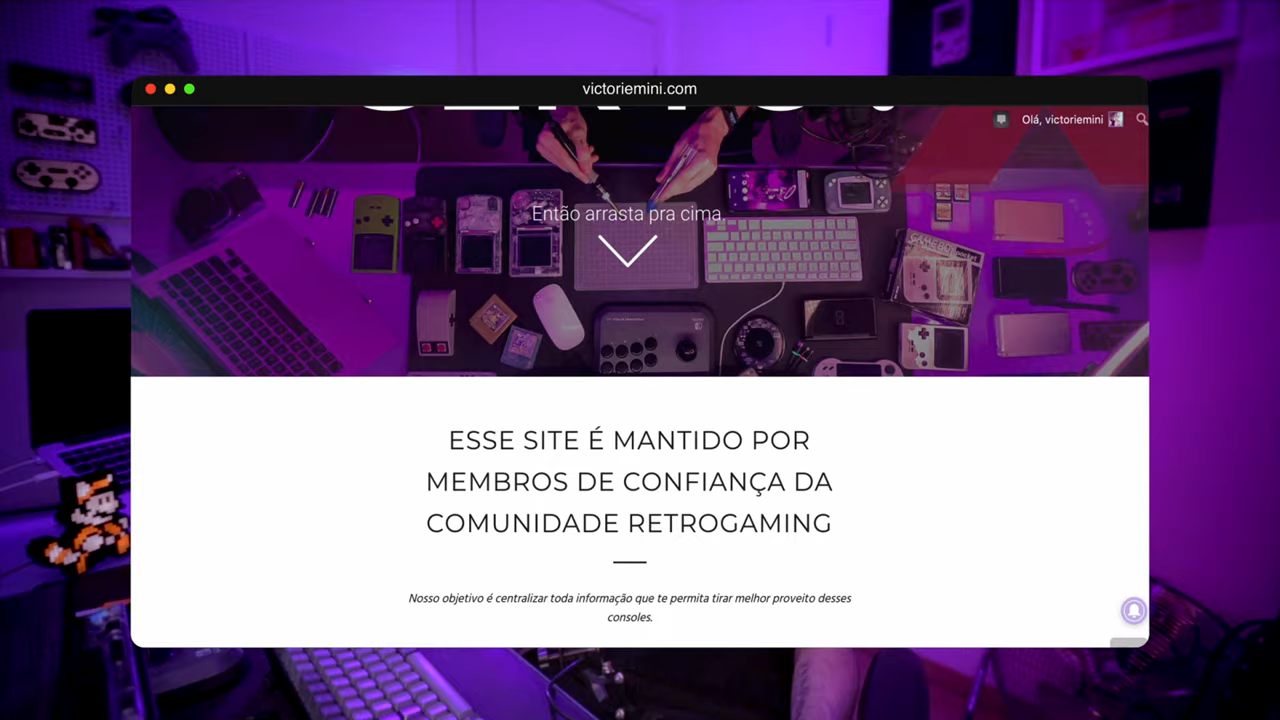 victoriemini.com
Olá, victoriemini
Então arrasta pra cima.
ESSE SITE É MANTIDO POR
MEMBROS DE CONFIANÇA DA
COMUNIDADE RETROGAMING
Nosso objetivo é centralizar toda informação que te permita tirar melhor proveito desses
consoles.